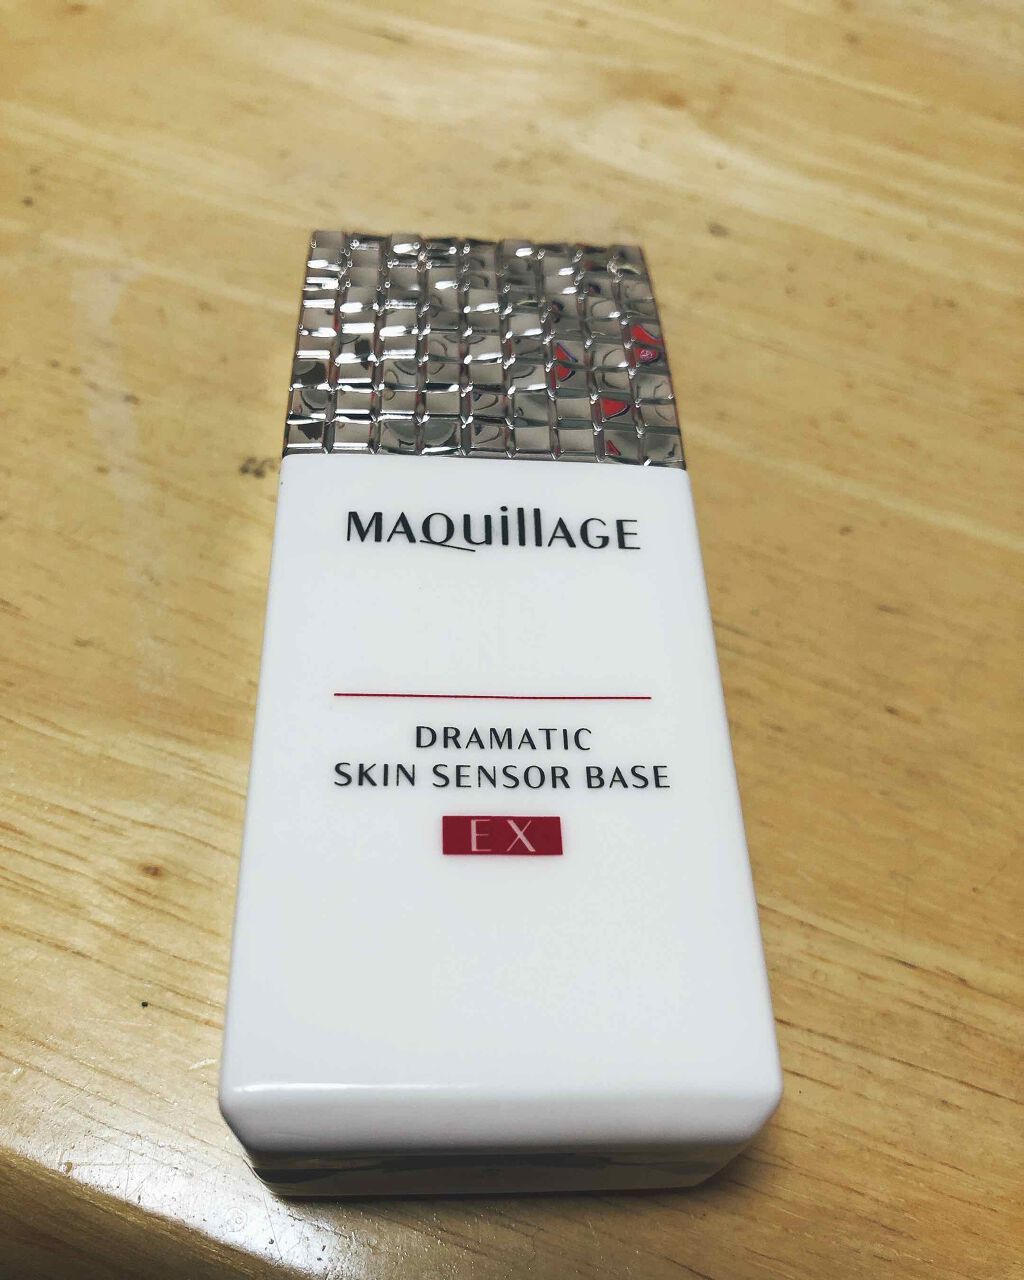 MAQuillAGE
DRAMATIC
SKIN SENSOR BASE
EX